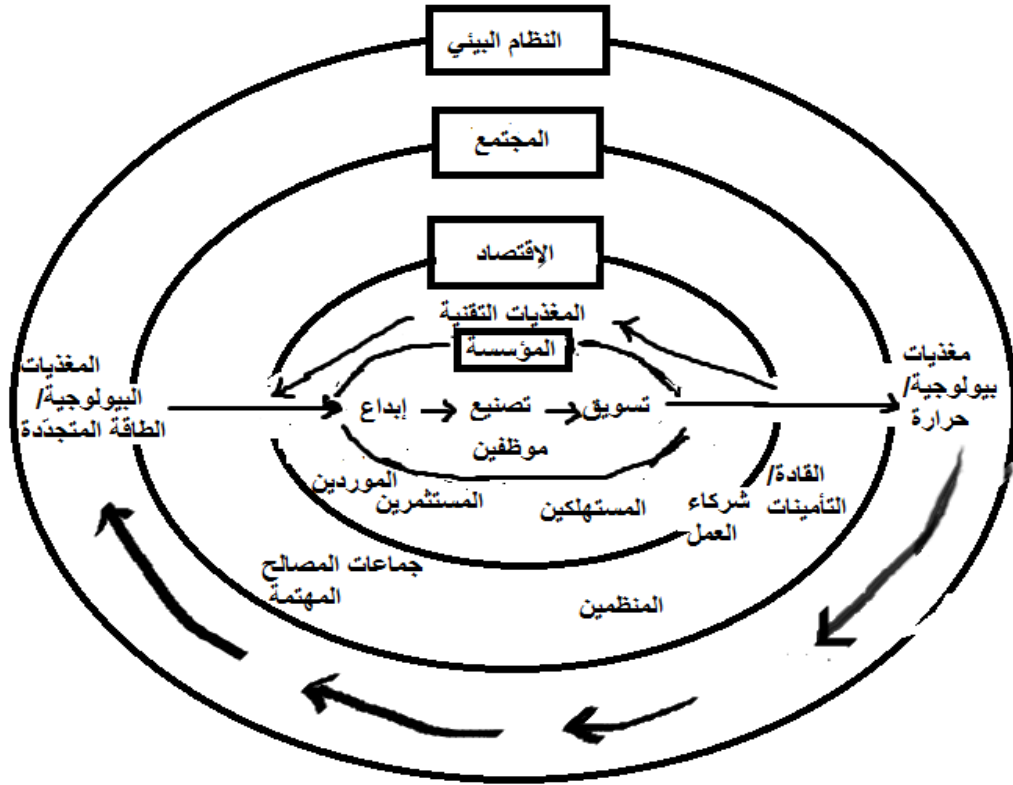 النظام البيئي
المجتمع
الإقتصاد
المغذيات التقنية
المؤسسة
المغذيات
البيولوجية/
الطاقة المتجدّدة
إبداع
تصنيع
تسويق
موظفين
مغذيات
بيولوجية/
حرارة
الموردين
المستثمرين
المستهلكين
شركاء
العمل
القادة/
التأمينات
جماعات المصالح
المهتمة
المنظمين